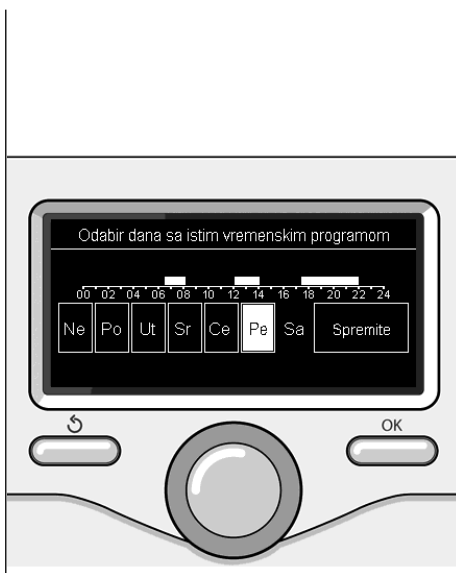 Odabir dana sa istim vremenskim programom
00 02 04 06 08 10 12 14 16 18 20 22 24
Ne Po Ut Sr Ce Pe Sa Spremite
OK